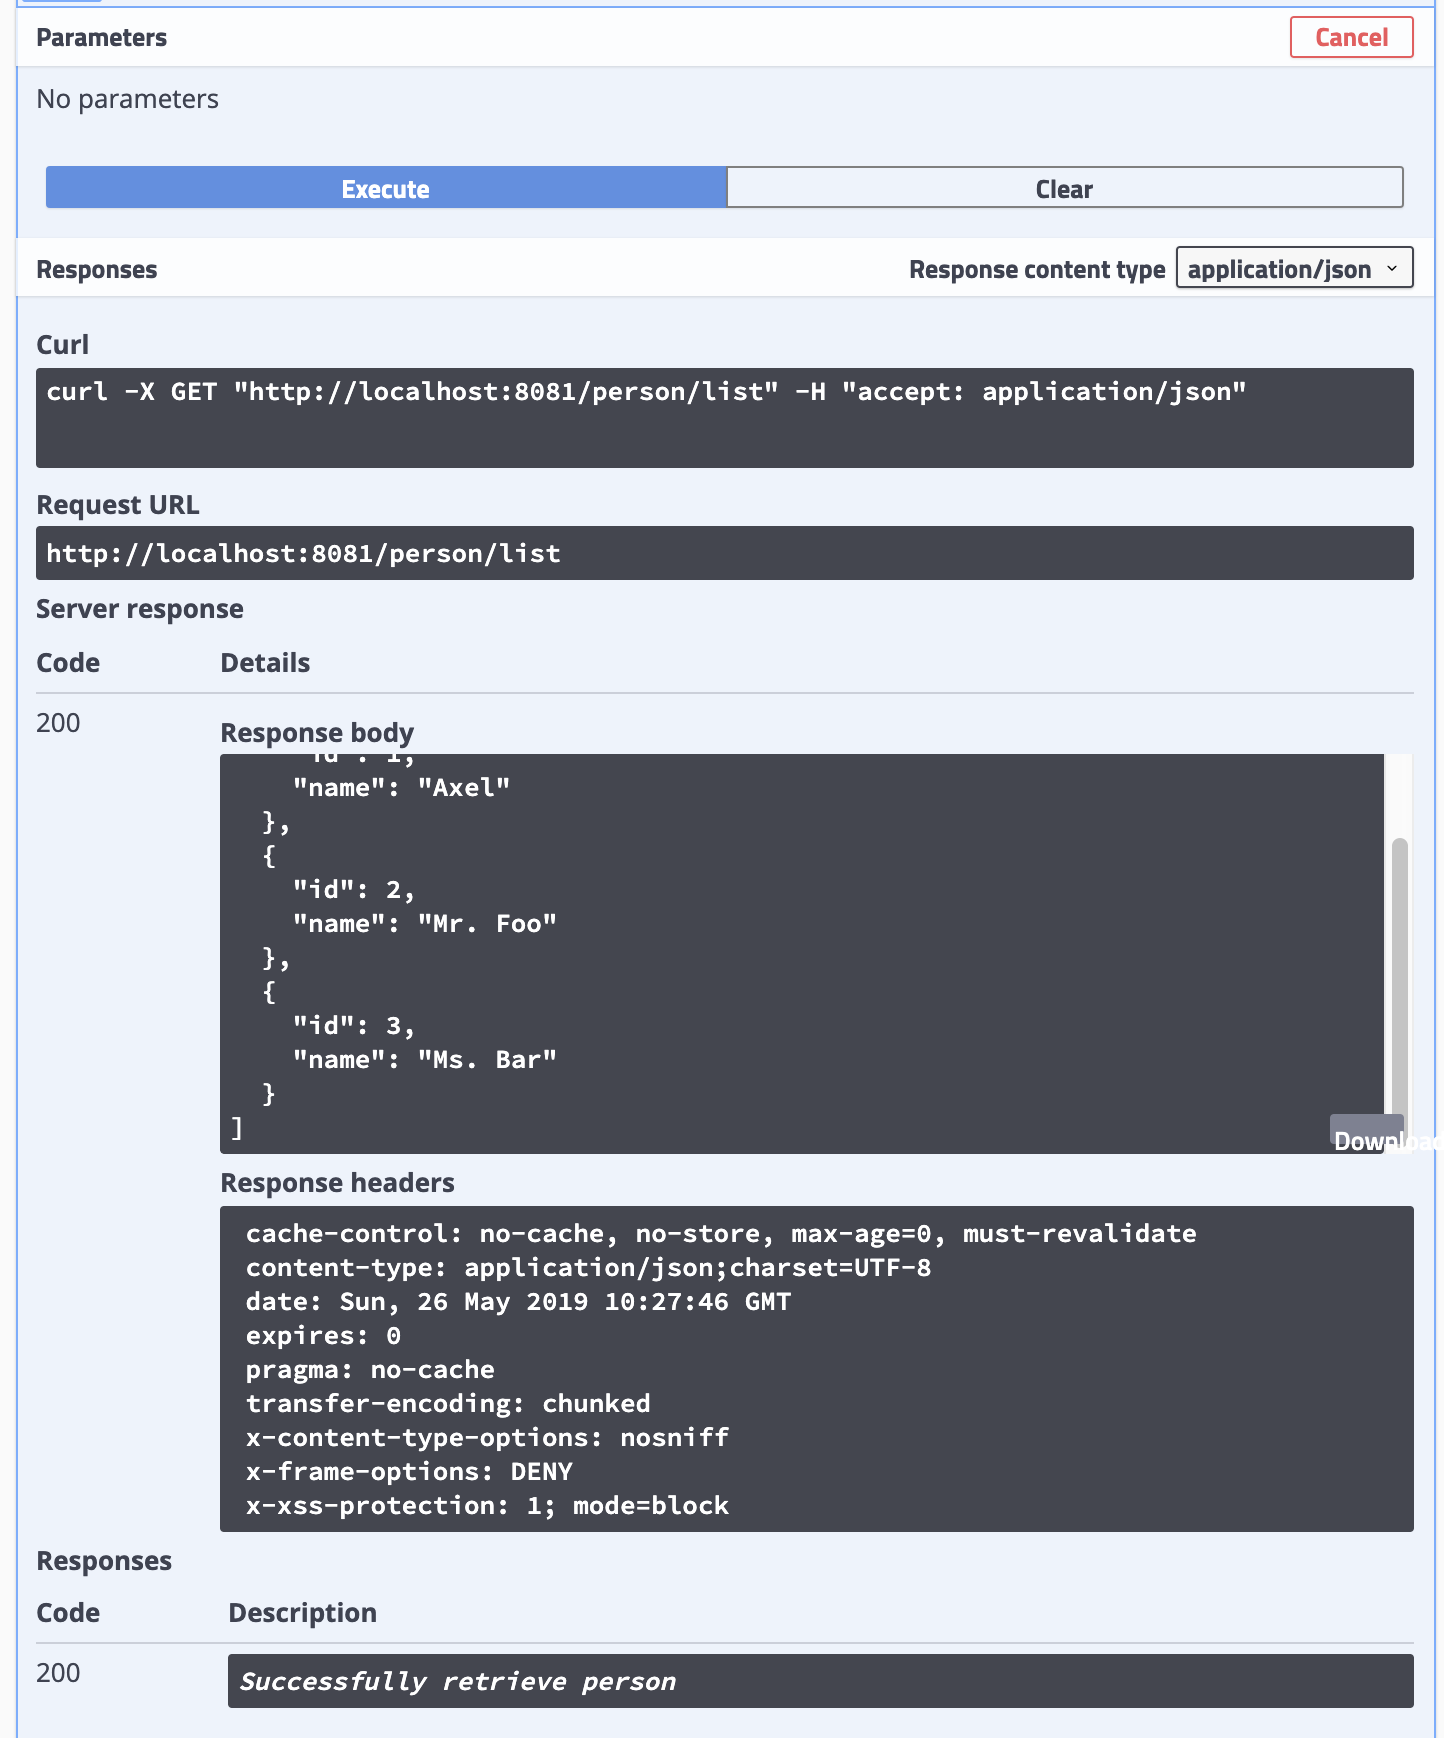 Parameters
Cancel
No parameters
Execute
Clear
Responses
Response content type
application/json
Curl
curl -X GET "http://localhost:8081/person/list" -H "accept: application/json"
Request URL
http://localhost:8081/person/list
Server response
Code Details
200
Response body
"id": 1,
"name": "Axel"
},
{
"id": 2,
"name": "Mr. Foo"
},
{
"id": 3,
"name": "Ms. Bar"
}
]
Download
Response headers
cache-control: no-cache, no-store, max-age=0, must-revalidate
content-type: application/json;charset=UTF-8
date: Sun, 26 May 2019 10:27:46 GMT
expires: 0
pragma: no-cache
transfer-encoding: chunked
x-content-type-options: nosniff
x-frame-options: DENY
x-xss-protection: 1; mode=block
Responses
Code Description
200
Successfully retrieve person